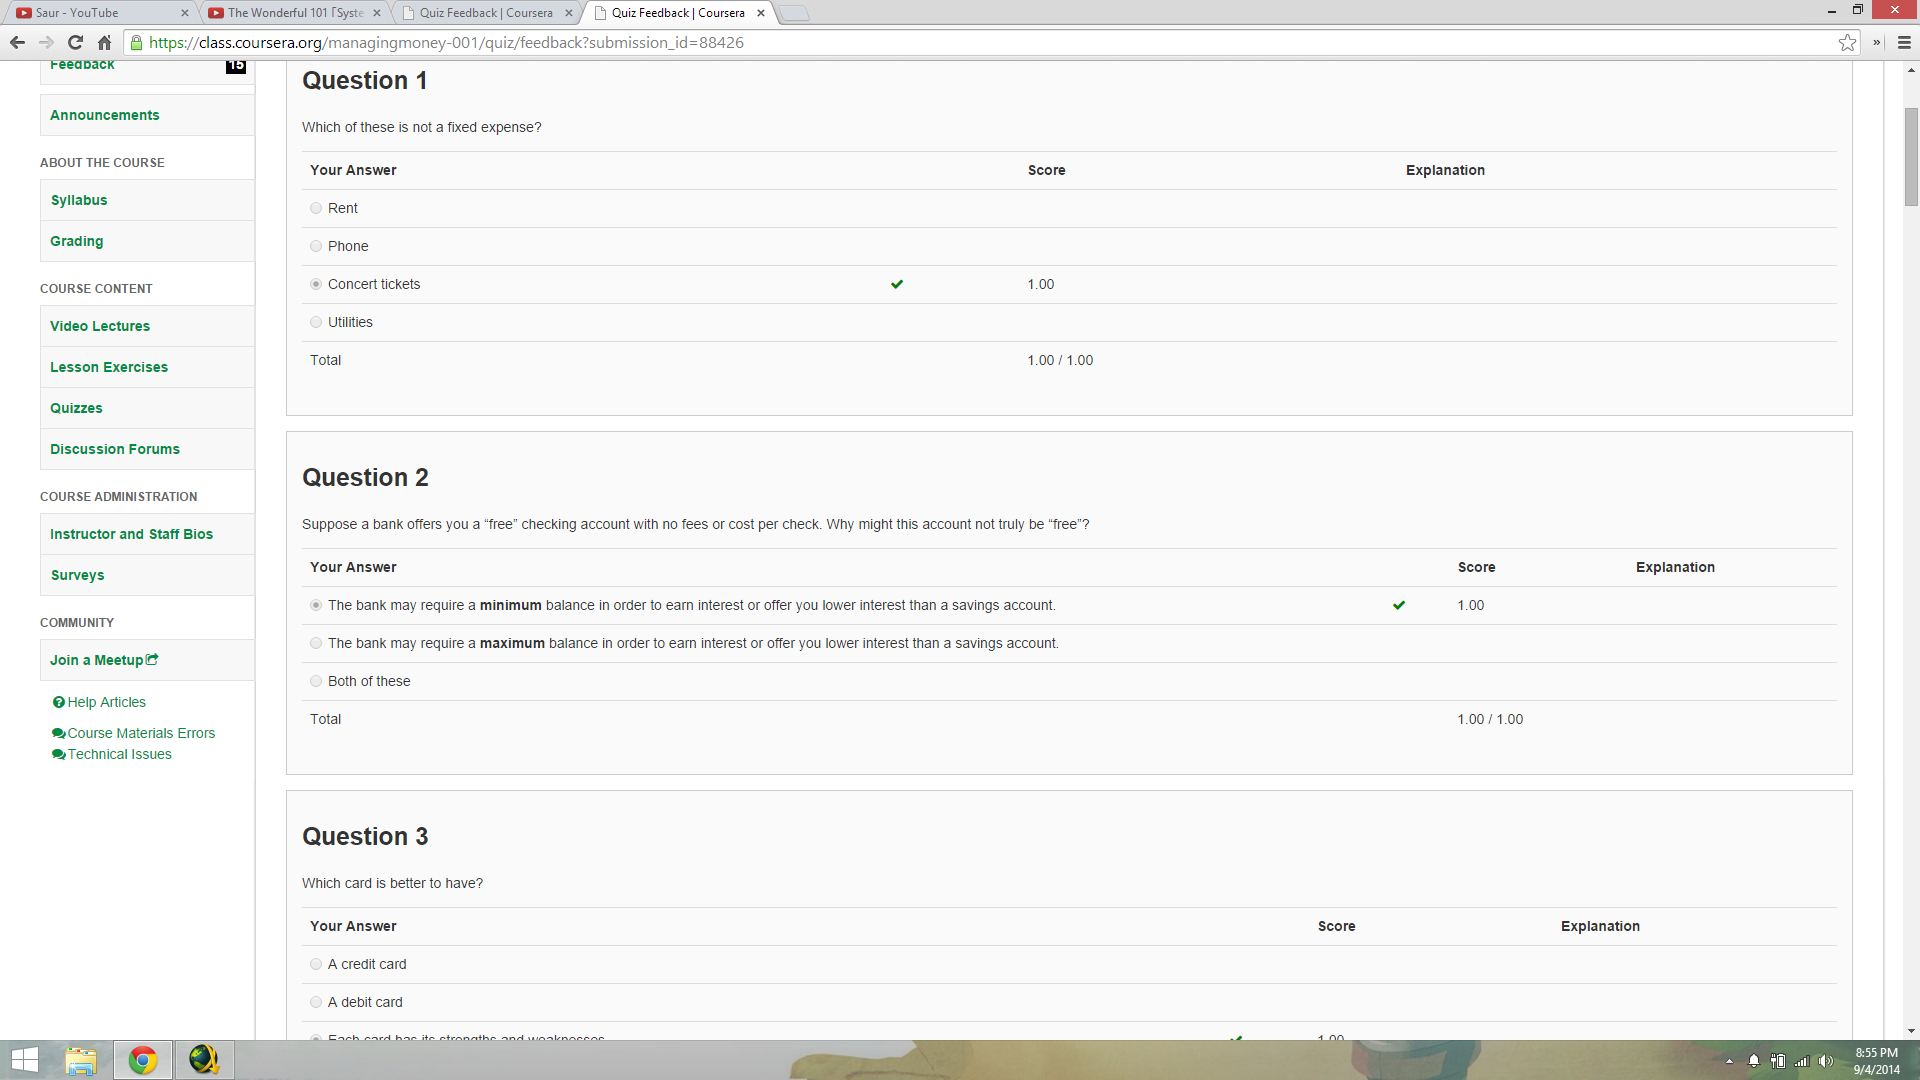 Saur - YouTube
The Wonderful 101 『Syste
Quiz Feedback | Coursera
Quiz Feedback | Coursera
https://class.coursera.org/managingmoney-001/quiz/feedback?submission_id=88426
Feedback
15
Announcements
ABOUT THE COURSE
Syllabus
Grading
COURSE CONTENT
Video Lectures
Lesson Exercises
Quizzes
Discussion Forums
COURSE ADMINISTRATION
Instructor and Staff Bios
Surveys
COMMUNITY
Join a Meetup
Help Articles
Course Materials Errors
Technical Issues
Question 1
Which of these is not a fixed expense?
Your Answer Score Explanation
Rent
Phone
Concert tickets 1.00
Utilities
Total 1.00 / 1.00
Question 2
Suppose a bank offers you a “free” checking account with no fees or cost per check. Why might this account not truly be “free”?
Your Answer Score Explanation
The bank may require a minimum balance in order to earn interest or offer you lower interest than a savings account. 1.00
The bank may require a maximum balance in order to earn interest or offer you lower interest than a savings account.
Both of these
Total 1.00 / 1.00
Question 3
Which card is better to have?
Your Answer Score Explanation
A credit card
A debit card
Each card has its strengths and weaknesses 1.00
8:55 PM
9/4/2014